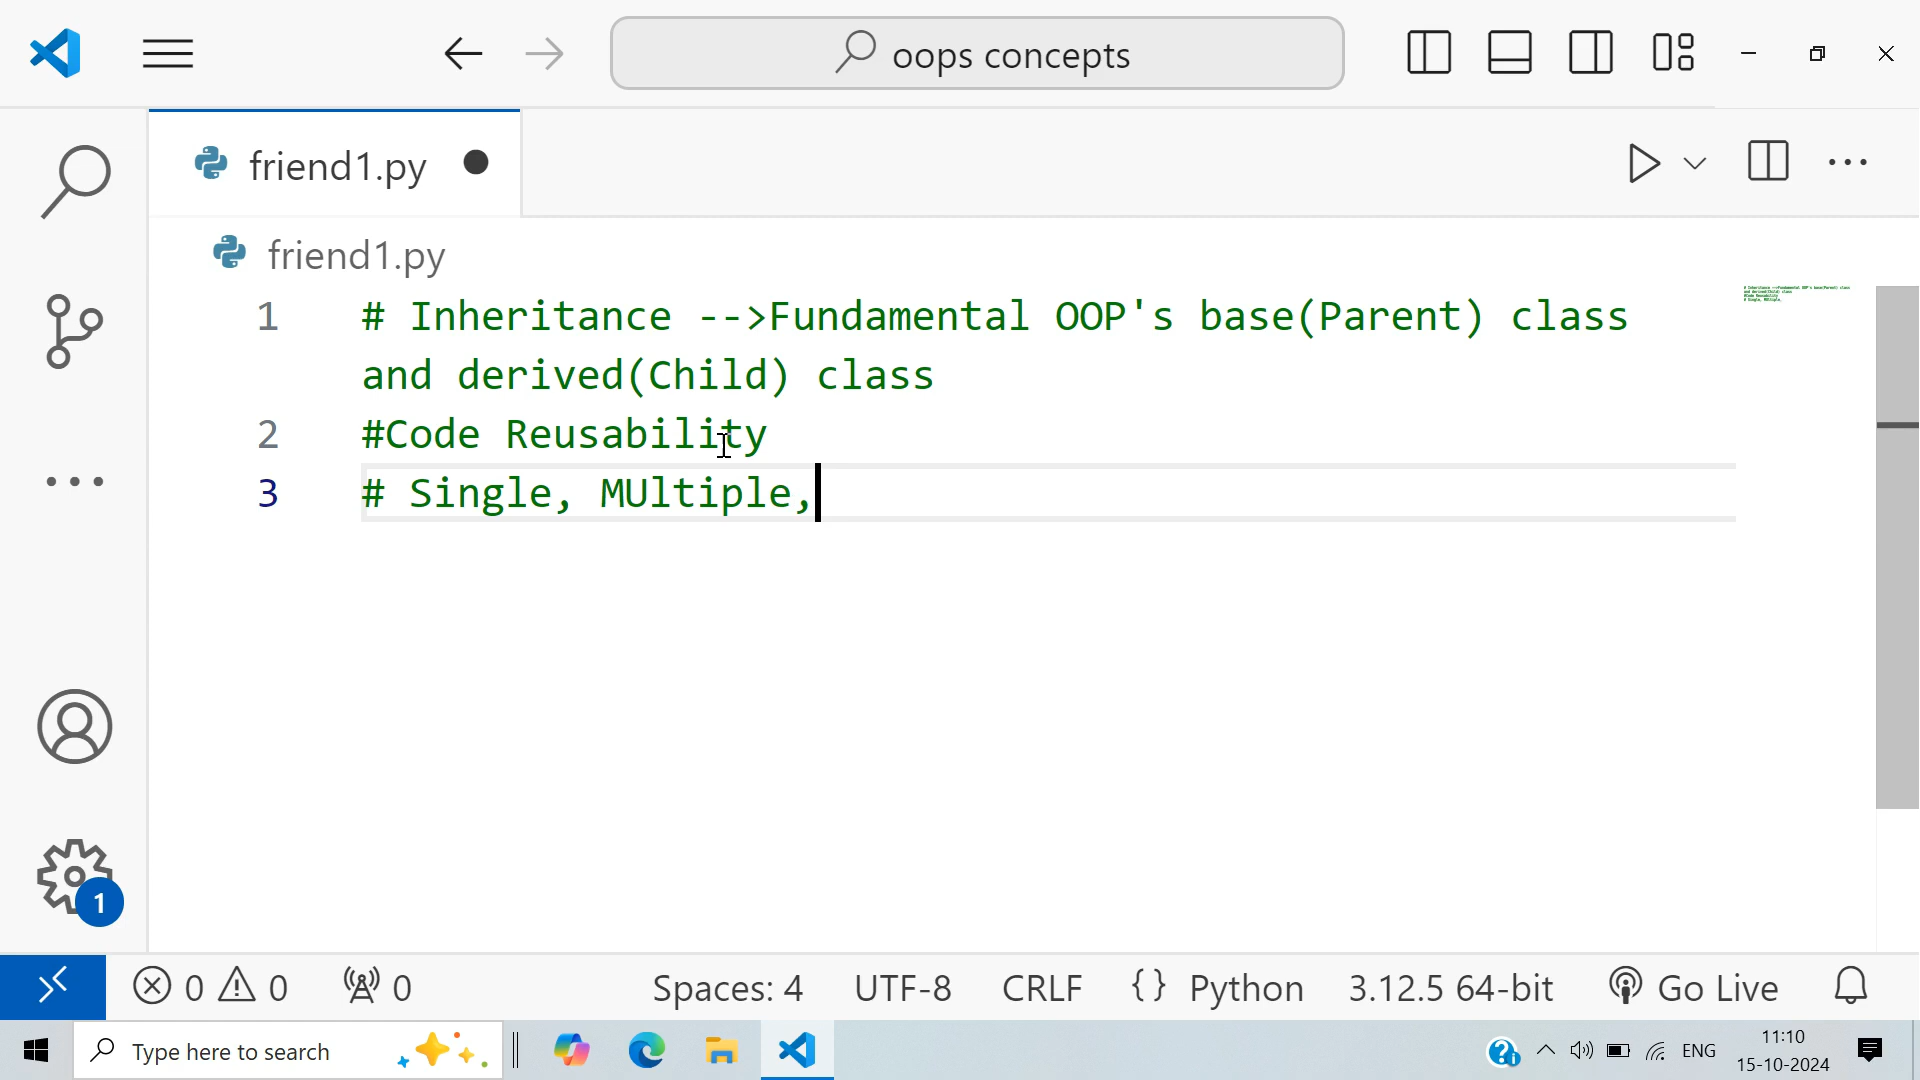 oops concepts
friend1.py
friend1.py
1 # Inheritance -->Fundamental OOP's base(Parent) class
and derived(Child) class
2 #Code Reusability
3 # Single, MUltiple,
1
0 0 0 Spaces: 4 UTF-8 CRLF {} Python 3.12.5 64-bit Go Live
Type here to search
ENG
11:10
15-10-2024